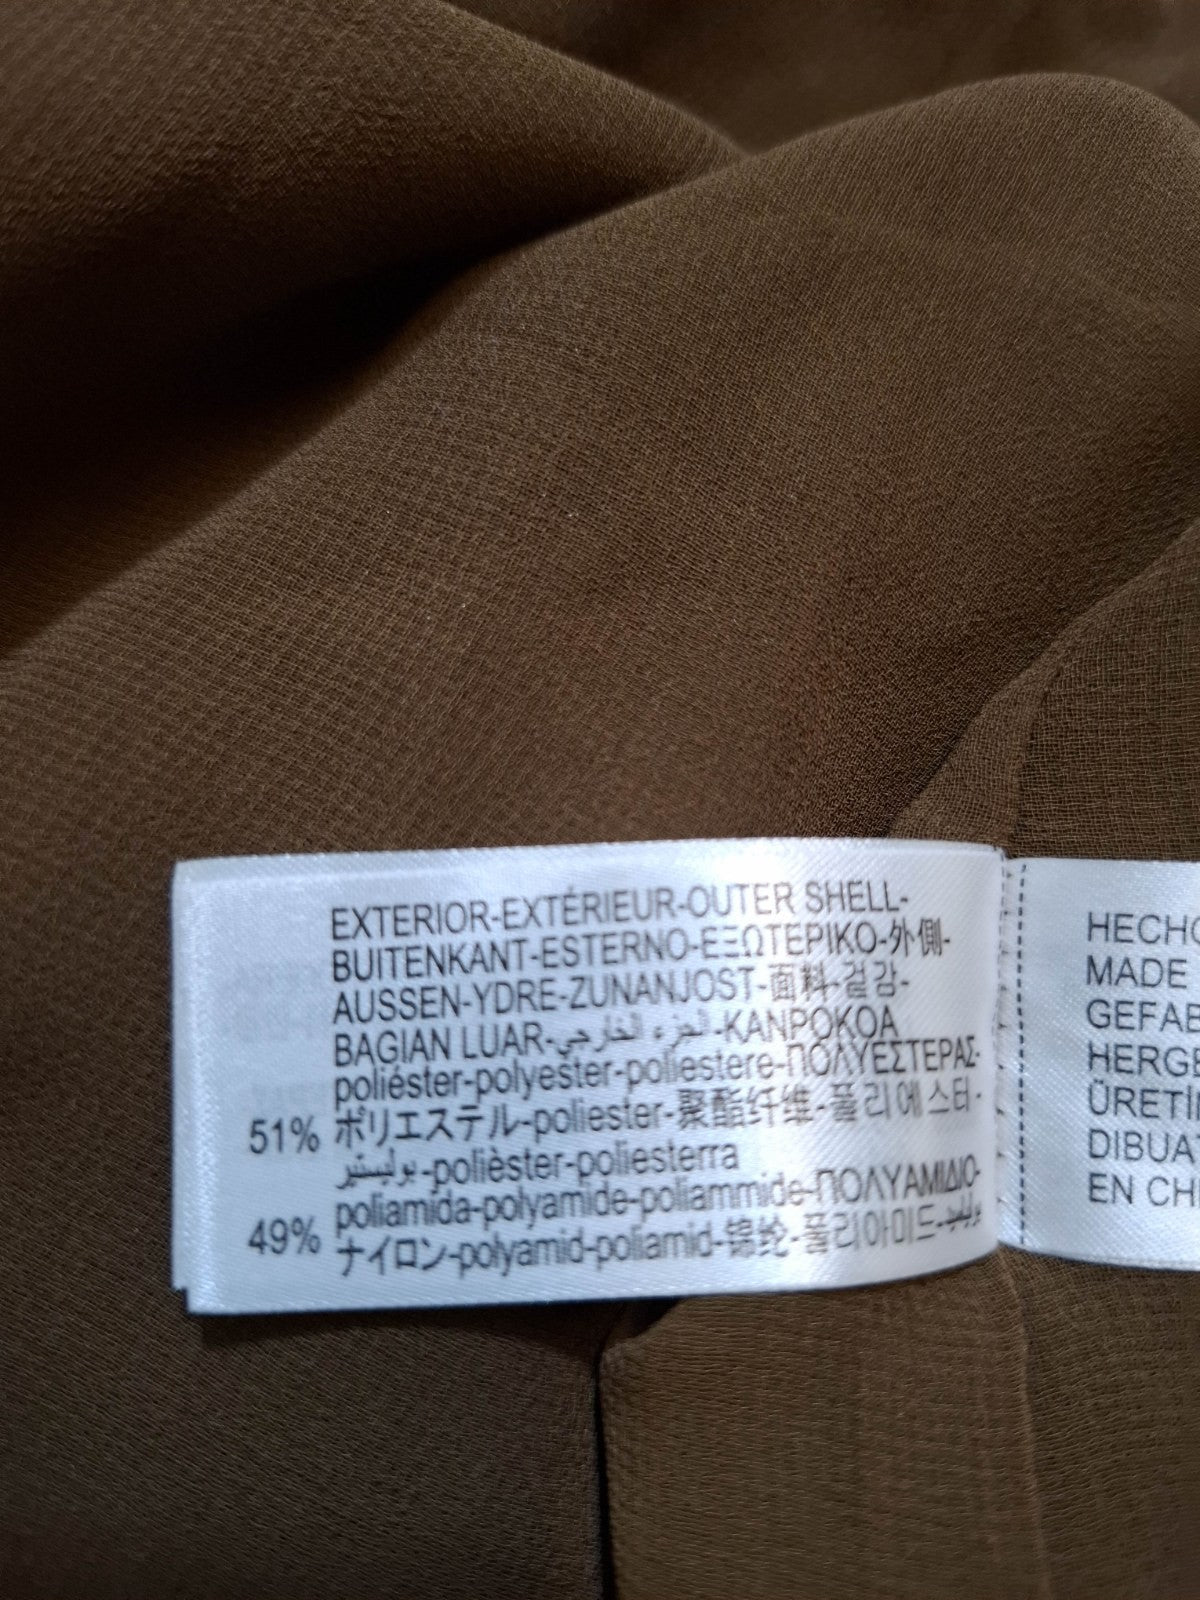 EXTERIOR-EXTÉRIEUR-OUTER SHELL-
BUITENKANT-ESTERNO-ΕΞΩΤΕΡΙΚΟ-外側-
AUSSEN-YDRE-ZUNANJOST-面料-겉감-
BAGIAN LUAR-الجزء الخارجي-KANPOKOA
poliéster-polyester-poliestere-ΠΟΛΥΕΣΤΕΡΑΣ-
51% ポリエステル-poliester-聚酯纤维-폴리에스터-
بوليستير-polièster-poliesterra
poliamida-polyamide-poliammide-ΠΟΛΥΑΜΙΔΙΟ-
49% ナイロン-polyamid-poliamid-锦纶-폴리아미드-
HECHO
MADE
GEFAB
HERGE
ÜRETİ
DIBUA
EN CH